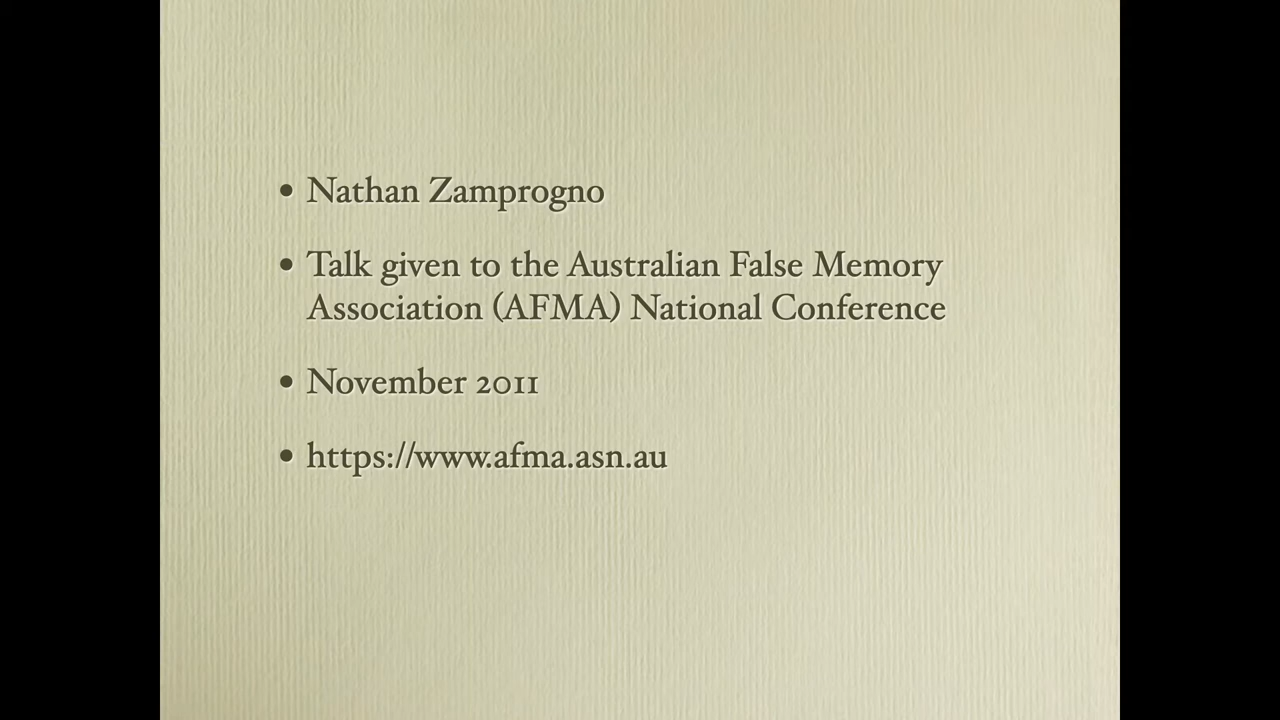 • Nathan Zamprogno
• Talk given to the Australian False Memory
Association (AFMA) National Conference
• November 2011
• https://www.afma.asn.au